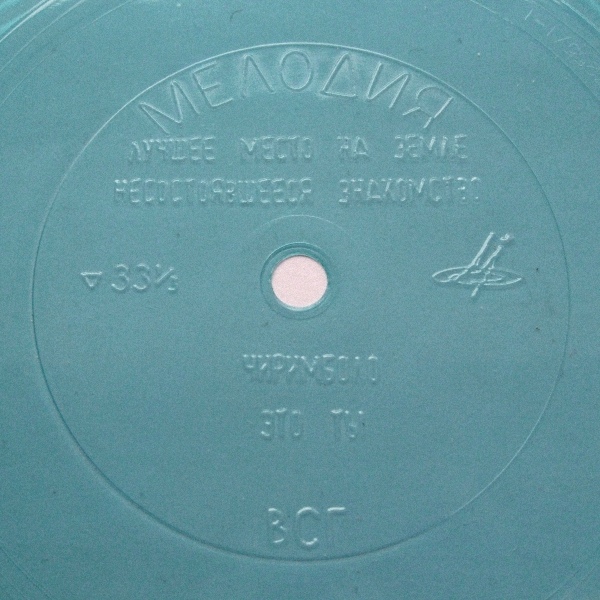 МЕЛОДИЯ
ЛУЧШЕЕ МЕСТО НА ЗЕМЛЕ
НЕСОСТОЯВШЕЕСЯ ЗНАКОМСТВО
▽ 33⅓
ЧИРИМБОЛО
ЭТО ТЫ
ВСГ